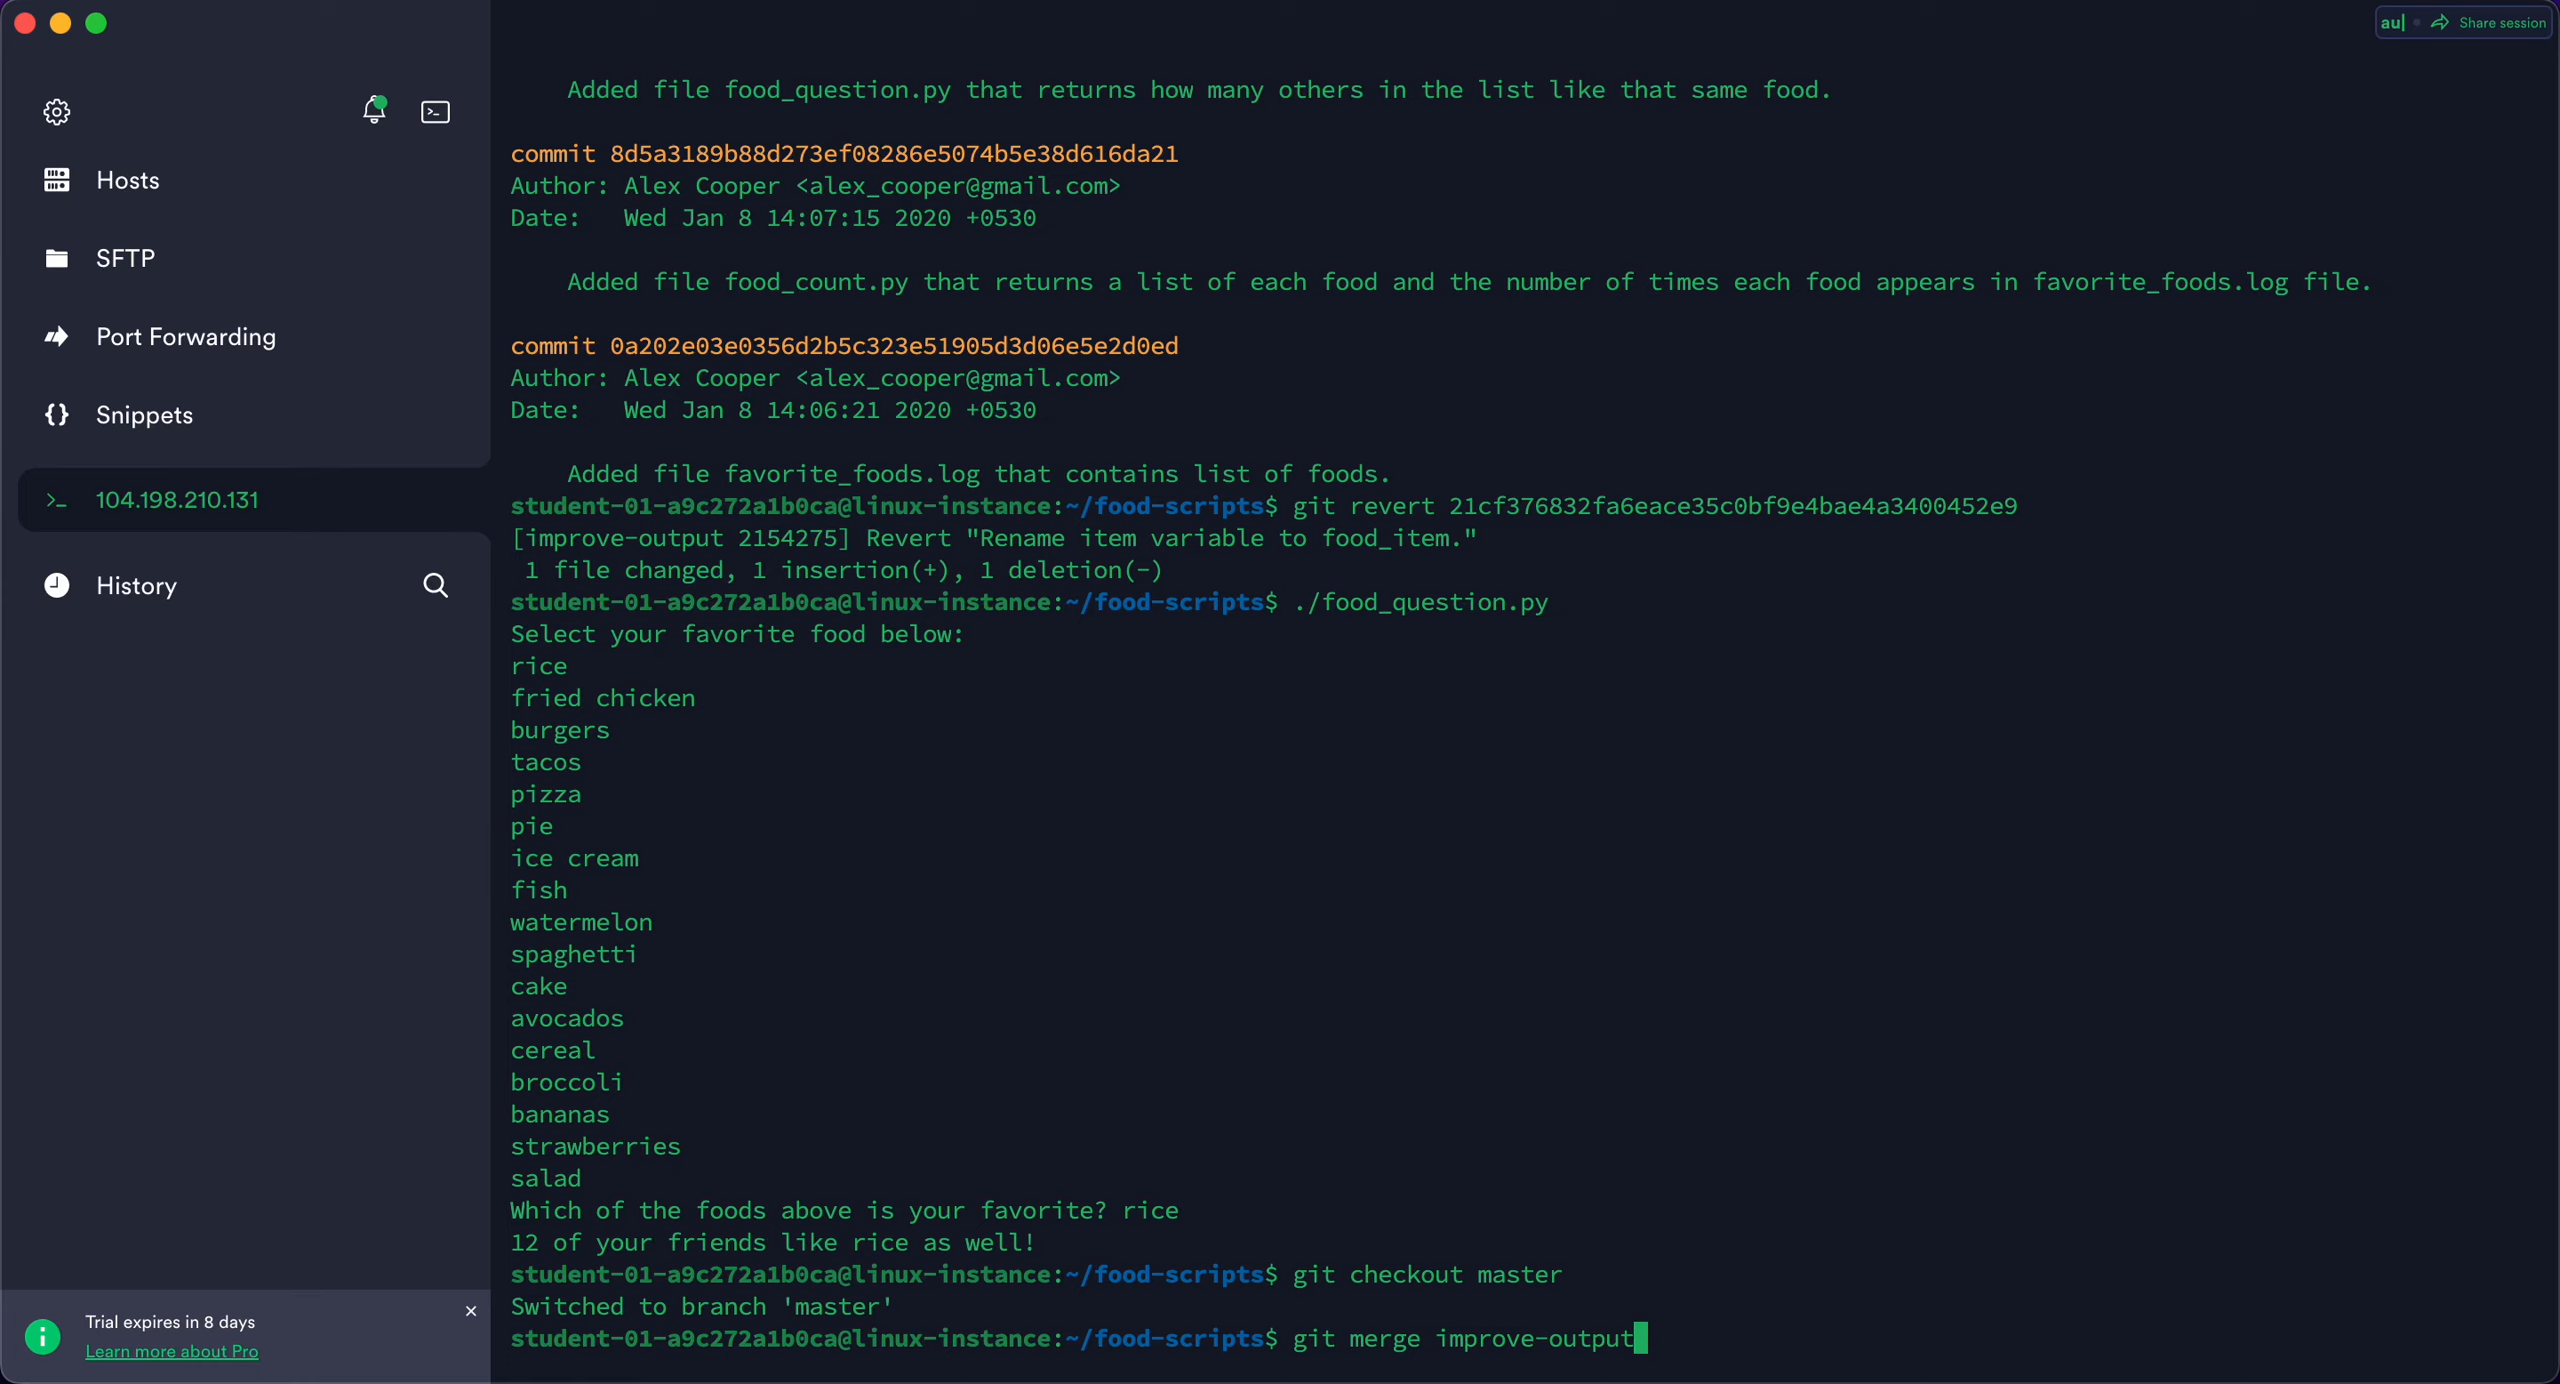 au| Share session
Hosts
SFTP
Port Forwarding
{} Snippets
>_ 104.198.210.131
History
Trial expires in 8 days
Learn more about Pro
Added file food_question.py that returns how many others in the list like that same food.
commit 8d5a3189b88d273ef08286e5074b5e38d616da21
Author: Alex Cooper <alex_cooper@gmail.com>
Date:   Wed Jan 8 14:07:15 2020 +0530
Added file food_count.py that returns a list of each food and the number of times each food appears in favorite_foods.log file.
commit 0a202e03e0356d2b5c323e51905d3d06e5e2d0ed
Author: Alex Cooper <alex_cooper@gmail.com>
Date:   Wed Jan 8 14:06:21 2020 +0530
Added file favorite_foods.log that contains list of foods.
student-01-a9c272a1b0ca@linux-instance:~/food-scripts$ git revert 21cf376832fa6eace35c0bf9e4bae4a3400452e9
[improve-output 2154275] Revert "Rename item variable to food_item."
1 file changed, 1 insertion(+), 1 deletion(-)
student-01-a9c272a1b0ca@linux-instance:~/food-scripts$ ./food_question.py
Select your favorite food below:
rice
fried chicken
burgers
tacos
pizza
pie
ice cream
fish
watermelon
spaghetti
cake
avocados
cereal
broccoli
bananas
strawberries
salad
Which of the foods above is your favorite? rice
12 of your friends like rice as well!
student-01-a9c272a1b0ca@linux-instance:~/food-scripts$ git checkout master
Switched to branch 'master'
student-01-a9c272a1b0ca@linux-instance:~/food-scripts$ git merge improve-output